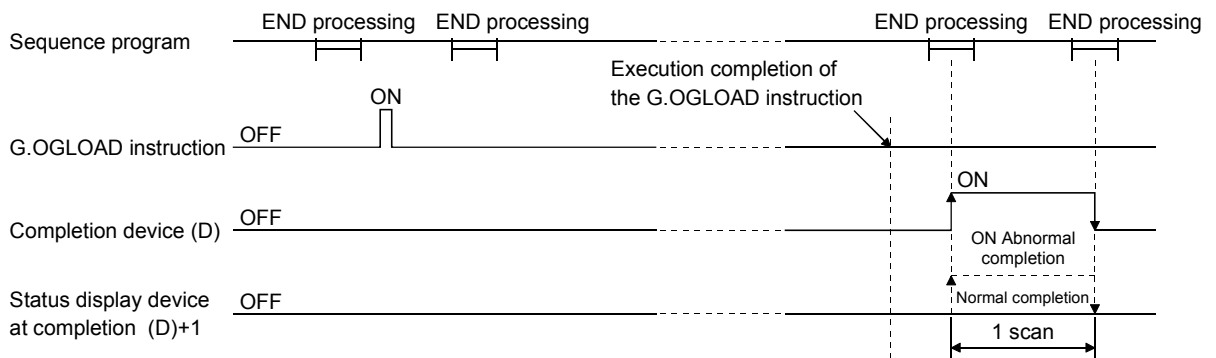 END processing END processing END processing END processing
Sequence program
Execution completion of
the G.OGLOAD instruction
ON
OFF
G.OGLOAD instruction
ON
OFF
Completion device (D)
ON Abnormal
completion
OFF
Status display device
at completion (D)+1
Normal completion
1 scan